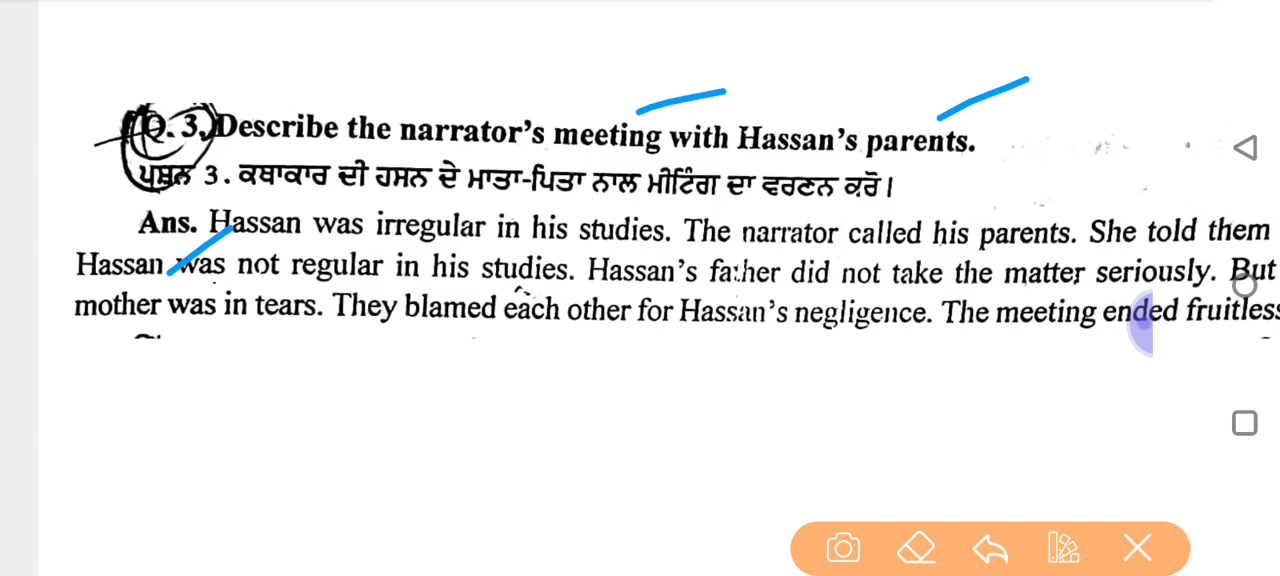 Q. 3. Describe the narrator's meeting with Hassan's parents.
ਪ੍ਰਸ਼ਨ 3. ਕਥਾਕਾਰ ਦੀ ਹਸਨ ਦੇ ਮਾਤਾ-ਪਿਤਾ ਨਾਲ ਮੀਟਿੰਗ ਦਾ ਵਰਣਨ ਕਰੋ।
Ans. Hassan was irregular in his studies. The narrator called his parents. She told them
Hassan was not regular in his studies. Hassan's father did not take the matter seriously. But
mother was in tears. They blamed each other for Hassan's negligence. The meeting ended fruitless